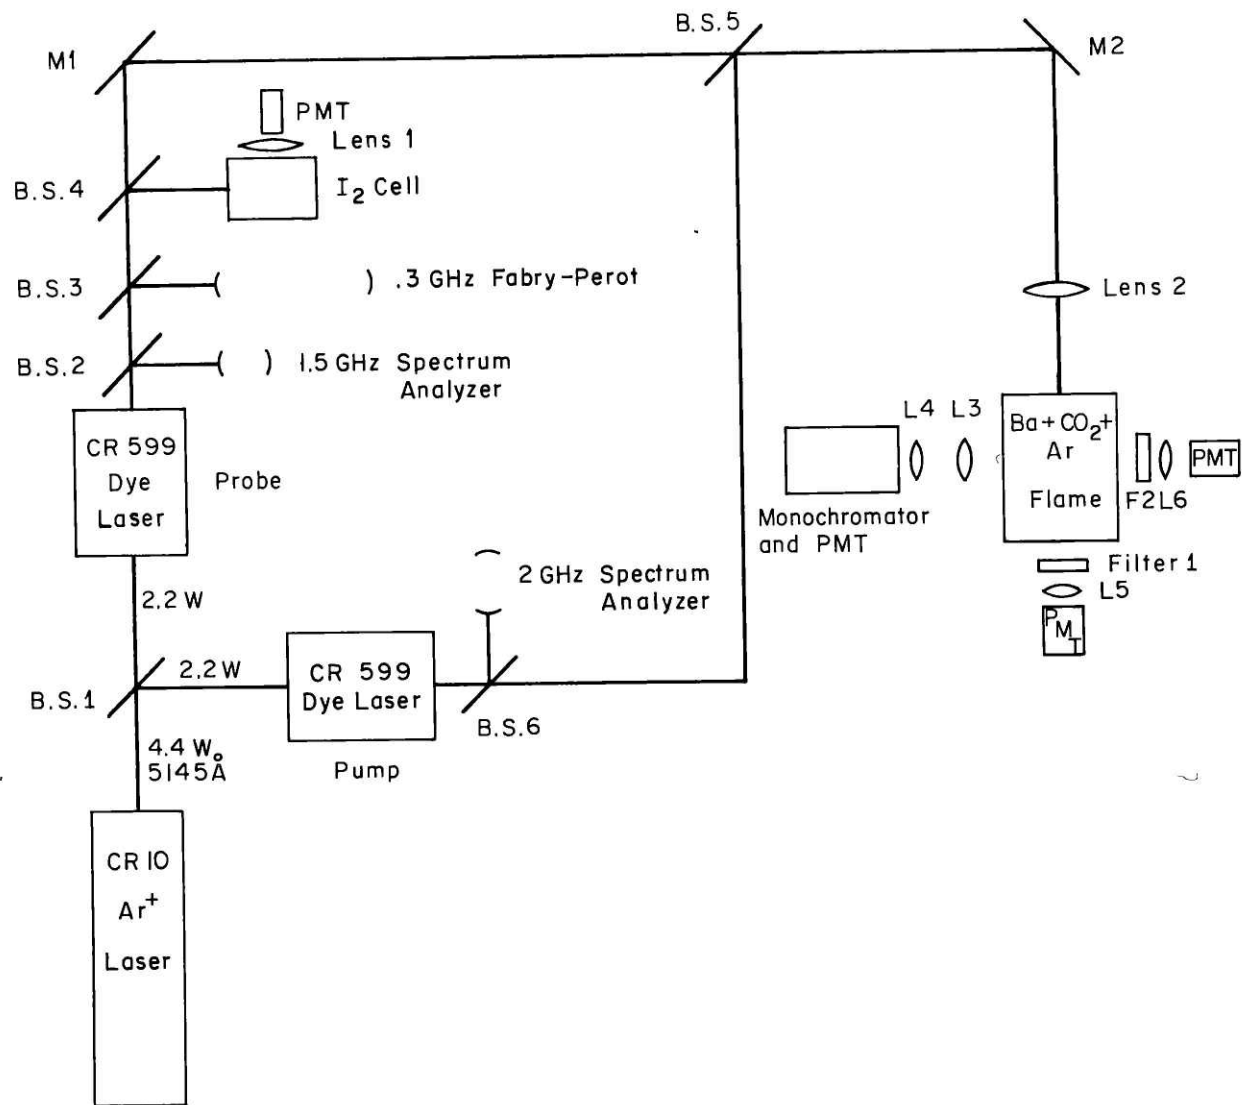 B.S.5
M1
M2
PMT
Lens 1
B.S.4
I2 Cell
B.S.3
.3 GHz Fabry-Perot
Lens 2
B.S.2
1.5 GHz Spectrum
Analyzer
CR 599
Dye
Laser
Probe
L4
L3
Ba+CO2+
Ar
Flame
F2
L6
PMT
Monochromator
and PMT
Filter 1
L5
PMT
2 GHz Spectrum
Analyzer
2.2 W
2.2 W
B.S.1
CR 599
Dye Laser
B.S.6
Pump
4.4 W
5145Å
CR 10
Ar+
Laser